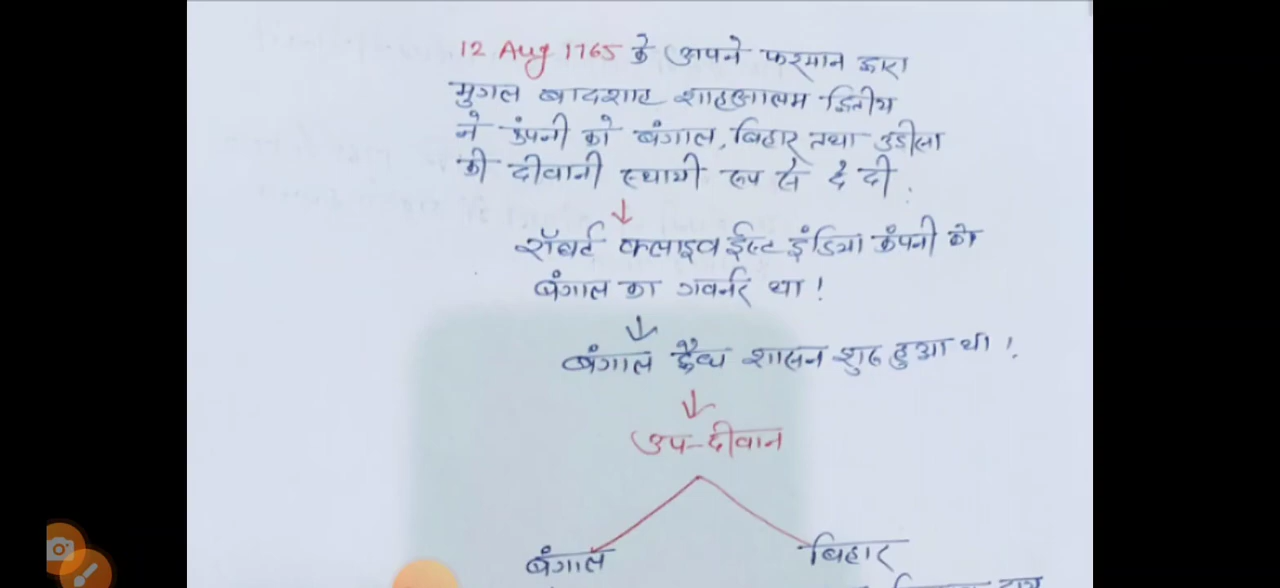 12 Aug 1765 के अपने फरमान द्वारा
मुगल बादशाह शाहआलम द्वितीय
ने कंपनी को बंगाल, बिहार तथा उडीसा
की दीवानी स्थायी रूप से दे दी.
रॉबर्ट क्लाइव ईस्ट इंडिया कंपनी को
बंगाल का गवर्नर था!
बंगाल द्वैध शासन शुरु हुआ था!
उप-दीवान
बंगाल बिहार